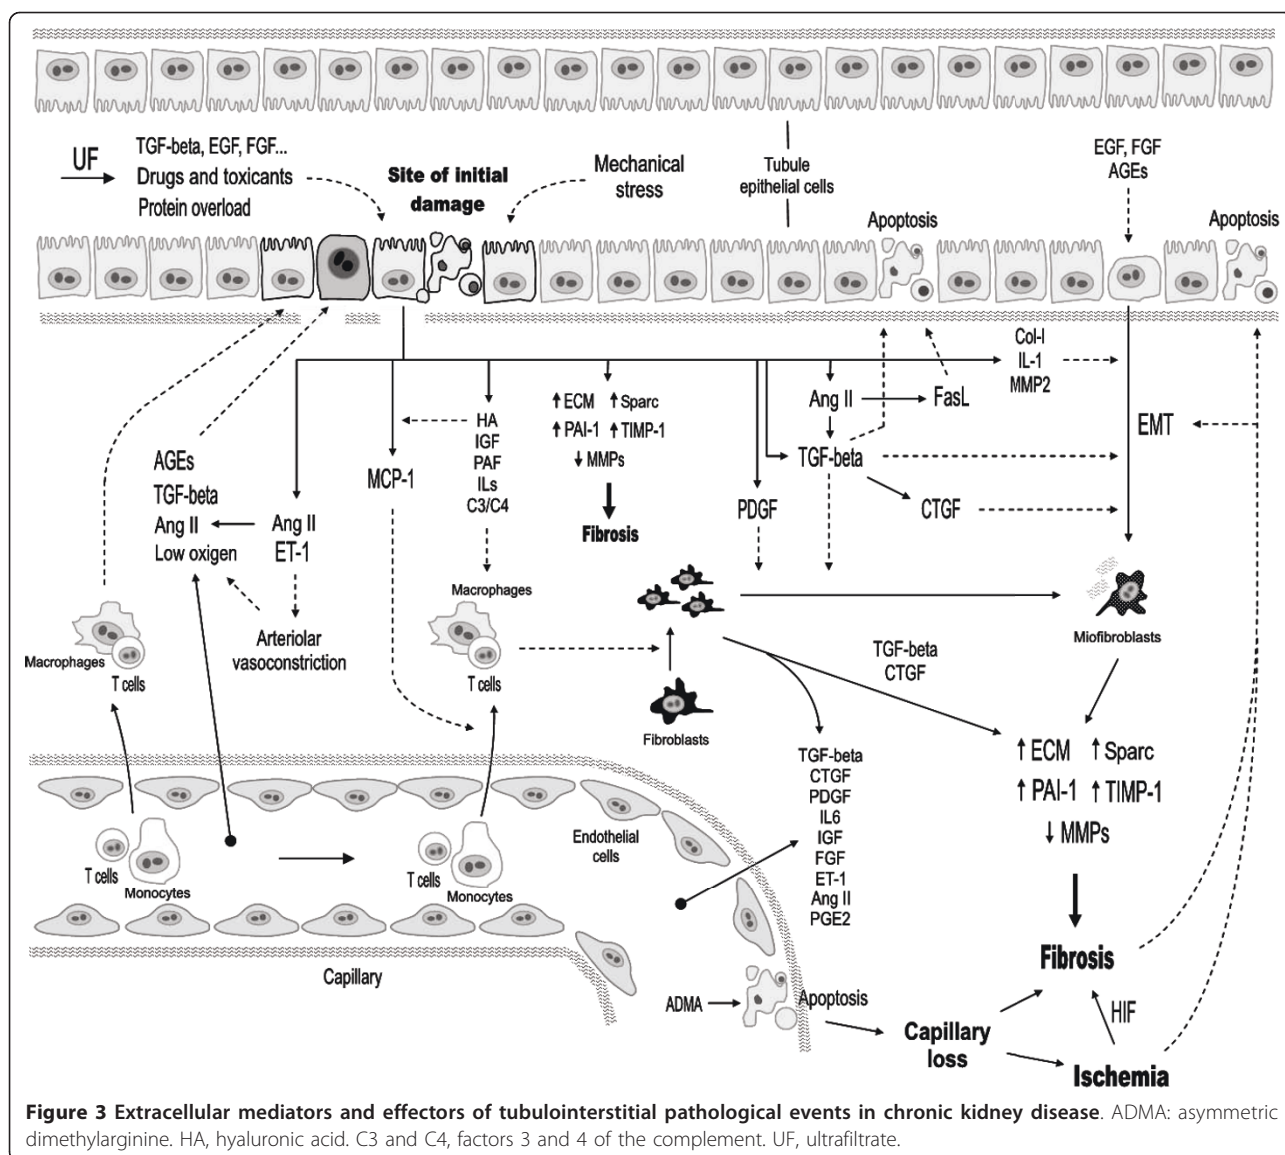 UF
TGF-beta, EGF, FGF...
Drugs and toxicants
Protein overload
Site of initial
damage
Mechanical
stress
Tubule
epithelial cells
EGF, FGF
AGEs
Apoptosis
Apoptosis
Col-I
IL-1
MMP2
Ang II
FasL
EMT
HA
IGF
PAF
ILs
C3/C4
↑ECM ↑Sparc
↑PAI-1 ↑TIMP-1
↓MMPs
Fibrosis
MCP-1
AGEs
TGF-beta
Ang II
Low oxigen
Ang II
ET-1
TGF-beta
PDGF
CTGF
Arteriolar
vasoconstriction
Macrophages
T cells
Macrophages
T cells
Fibroblasts
Miofibroblasts
TGF-beta
CTGF
↑ECM ↑Sparc
↑PAI-1 ↑TIMP-1
↓MMPs
Fibrosis
TGF-beta
CTGF
PDGF
IL6
IGF
FGF
ET-1
Ang II
PGE2
Endothelial
cells
T cells
Monocytes
T cells
Monocytes
Capillary
ADMA
Apoptosis
Capillary
loss
HIF
Ischemia
Figure 3 Extracellular mediators and effectors of tubulointerstitial pathological events in chronic kidney disease. ADMA: asymmetric
dimethylarginine. HA, hyaluronic acid. C3 and C4, factors 3 and 4 of the complement. UF, ultrafiltrate.